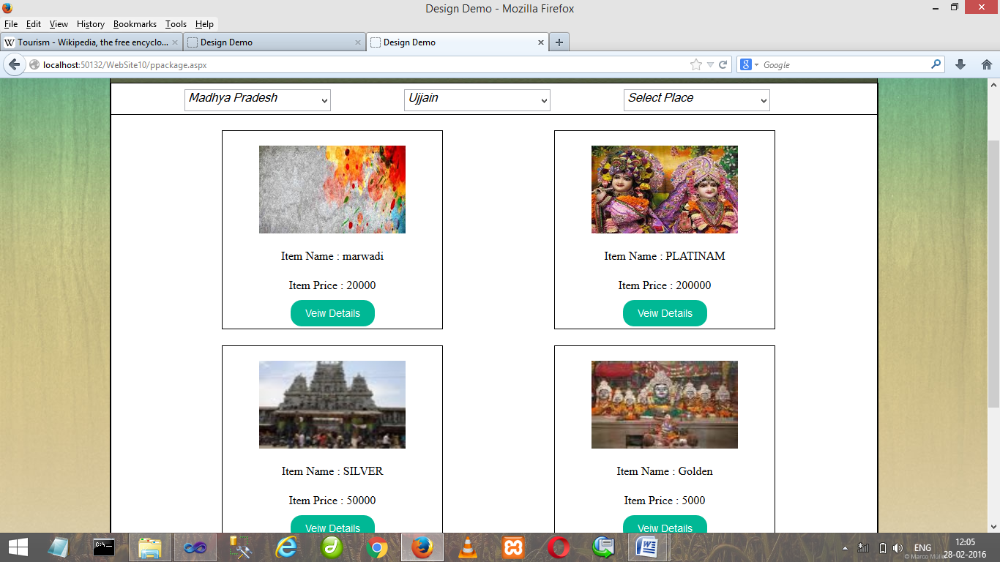 Design Demo - Mozilla Firefox
File Edit View History Bookmarks Tools Help
Tourism - Wikipedia, the free encyclo... Design Demo Design Demo
localhost:50132/WebSite10/ppackage.aspx Google
Madhya Pradesh Ujjain Select Place
Item Name : marwadi Item Name : PLATINAM
Item Price : 20000 Item Price : 200000
Veiw Details Veiw Details
Item Name : SILVER Item Name : Golden
Item Price : 50000 Item Price : 5000
Veiw Details Veiw Details
ENG 12:05
28-02-2016